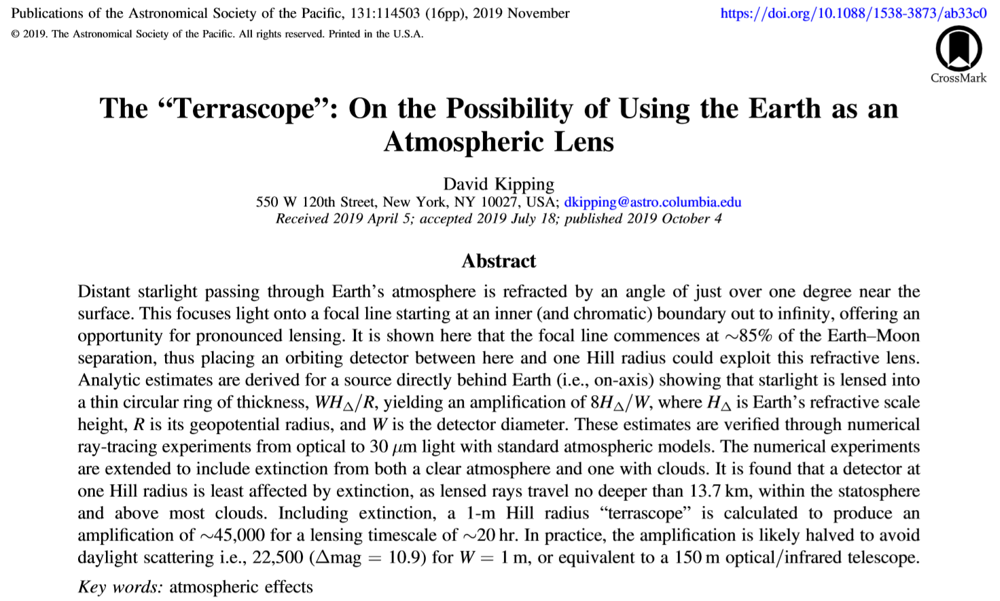 Publications of the Astronomical Society of the Pacific, 131:114503 (16pp), 2019 November
https://doi.org/10.1088/1538-3873/ab33c0
© 2019. The Astronomical Society of the Pacific. All rights reserved. Printed in the U.S.A.
CrossMark
The “Terrascope”: On the Possibility of Using the Earth as an
Atmospheric Lens
David Kipping
550 W 120th Street, New York, NY 10027, USA; dkipping@astro.columbia.edu
Received 2019 April 5; accepted 2019 July 18; published 2019 October 4
Abstract
Distant starlight passing through Earth’s atmosphere is refracted by an angle of just over one degree near the
surface. This focuses light onto a focal line starting at an inner (and chromatic) boundary out to infinity, offering an
opportunity for pronounced lensing. It is shown here that the focal line commences at ∼85% of the Earth–Moon
separation, thus placing an orbiting detector between here and one Hill radius could exploit this refractive lens.
Analytic estimates are derived for a source directly behind Earth (i.e., on-axis) showing that starlight is lensed into
a thin circular ring of thickness, WH△/R, yielding an amplification of 8H△/W, where H△ is Earth’s refractive scale
height, R is its geopotential radius, and W is the detector diameter. These estimates are verified through numerical
ray-tracing experiments from optical to 30 μm light with standard atmospheric models. The numerical experiments
are extended to include extinction from both a clear atmosphere and one with clouds. It is found that a detector at
one Hill radius is least affected by extinction, as lensed rays travel no deeper than 13.7 km, within the statosphere
and above most clouds. Including extinction, a 1-m Hill radius “terrascope” is calculated to produce an
amplification of ∼45,000 for a lensing timescale of ∼20 hr. In practice, the amplification is likely halved to avoid
daylight scattering i.e., 22,500 (Δmag = 10.9) for W = 1 m, or equivalent to a 150 m optical/infrared telescope.
Key words: atmospheric effects